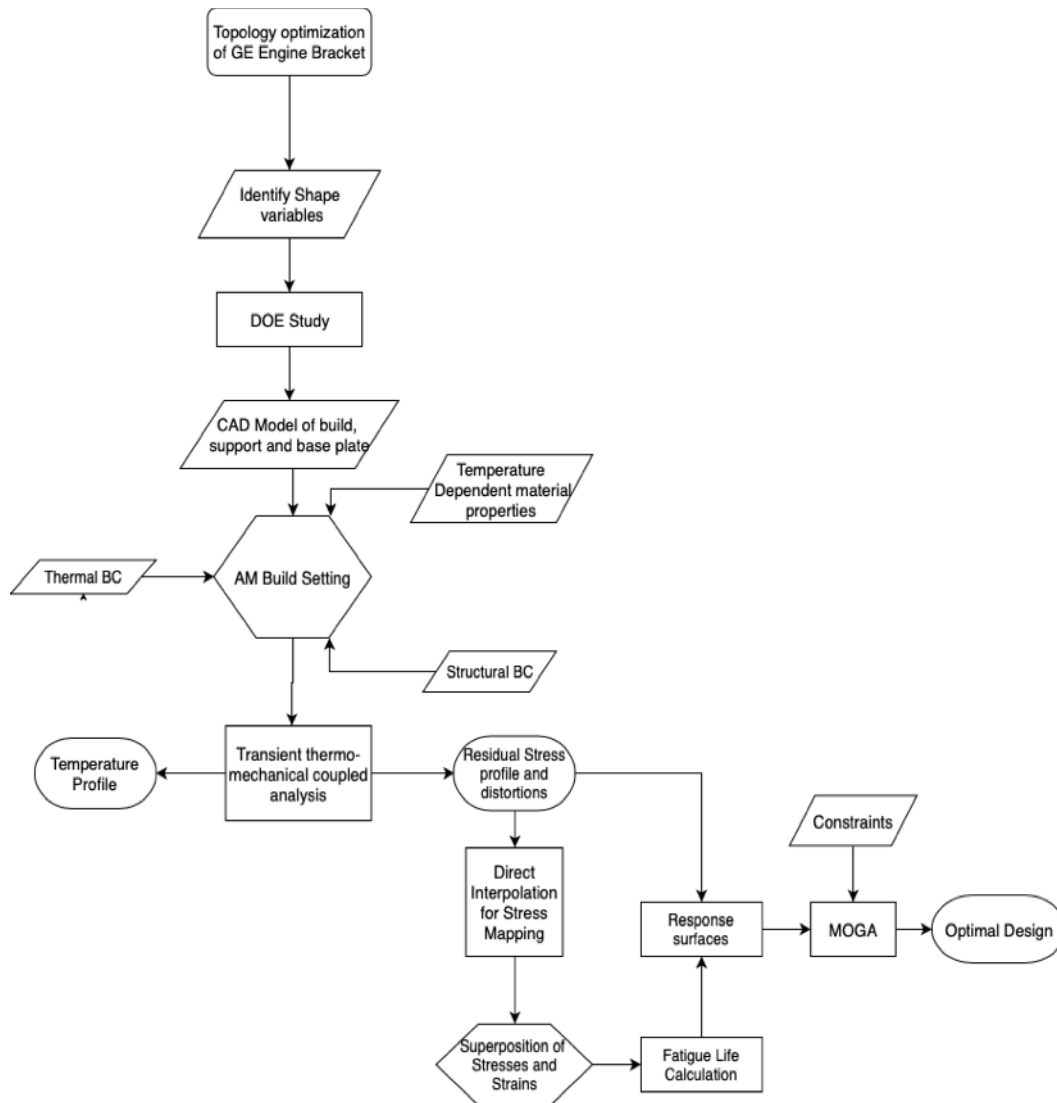 Topology optimization
of GE Engine Bracket
Identify Shape
variables
DOE Study
CAD Model of build,
support and base plate
Temperature
Dependent material
properties
Thermal BC
AM Build Setting
Structural BC
Temperature
Profile
Transient thermo-
mechanical coupled
analysis
Residual Stress
profile and
distortions
Constraints
Direct
Interpolation
for Stress
Mapping
Response
surfaces
MOGA
Optimal Design
Superposition of
Stresses and
Strains
Fatigue Life
Calculation